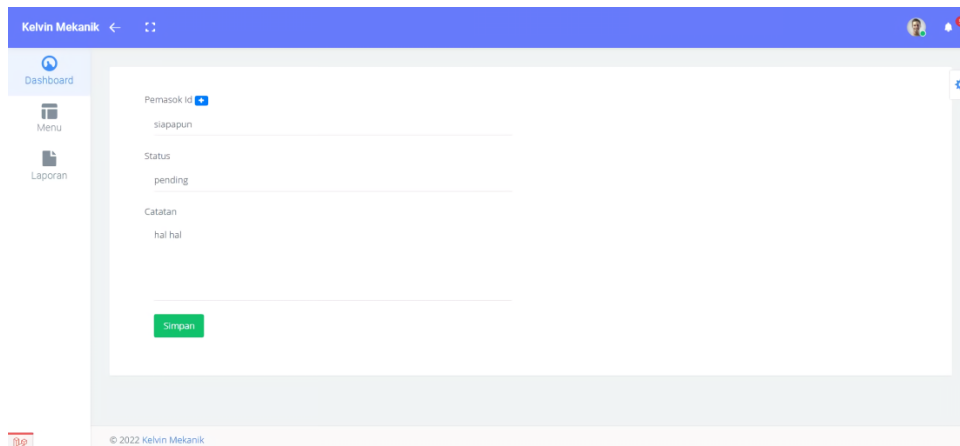 Kelvin Mekanik
Dashboard
Menu
Laporan
Pemasok Id
siapapun
Status
pending
Catatan
hal hal
Simpan
© 2022 Kelvin Mekanik